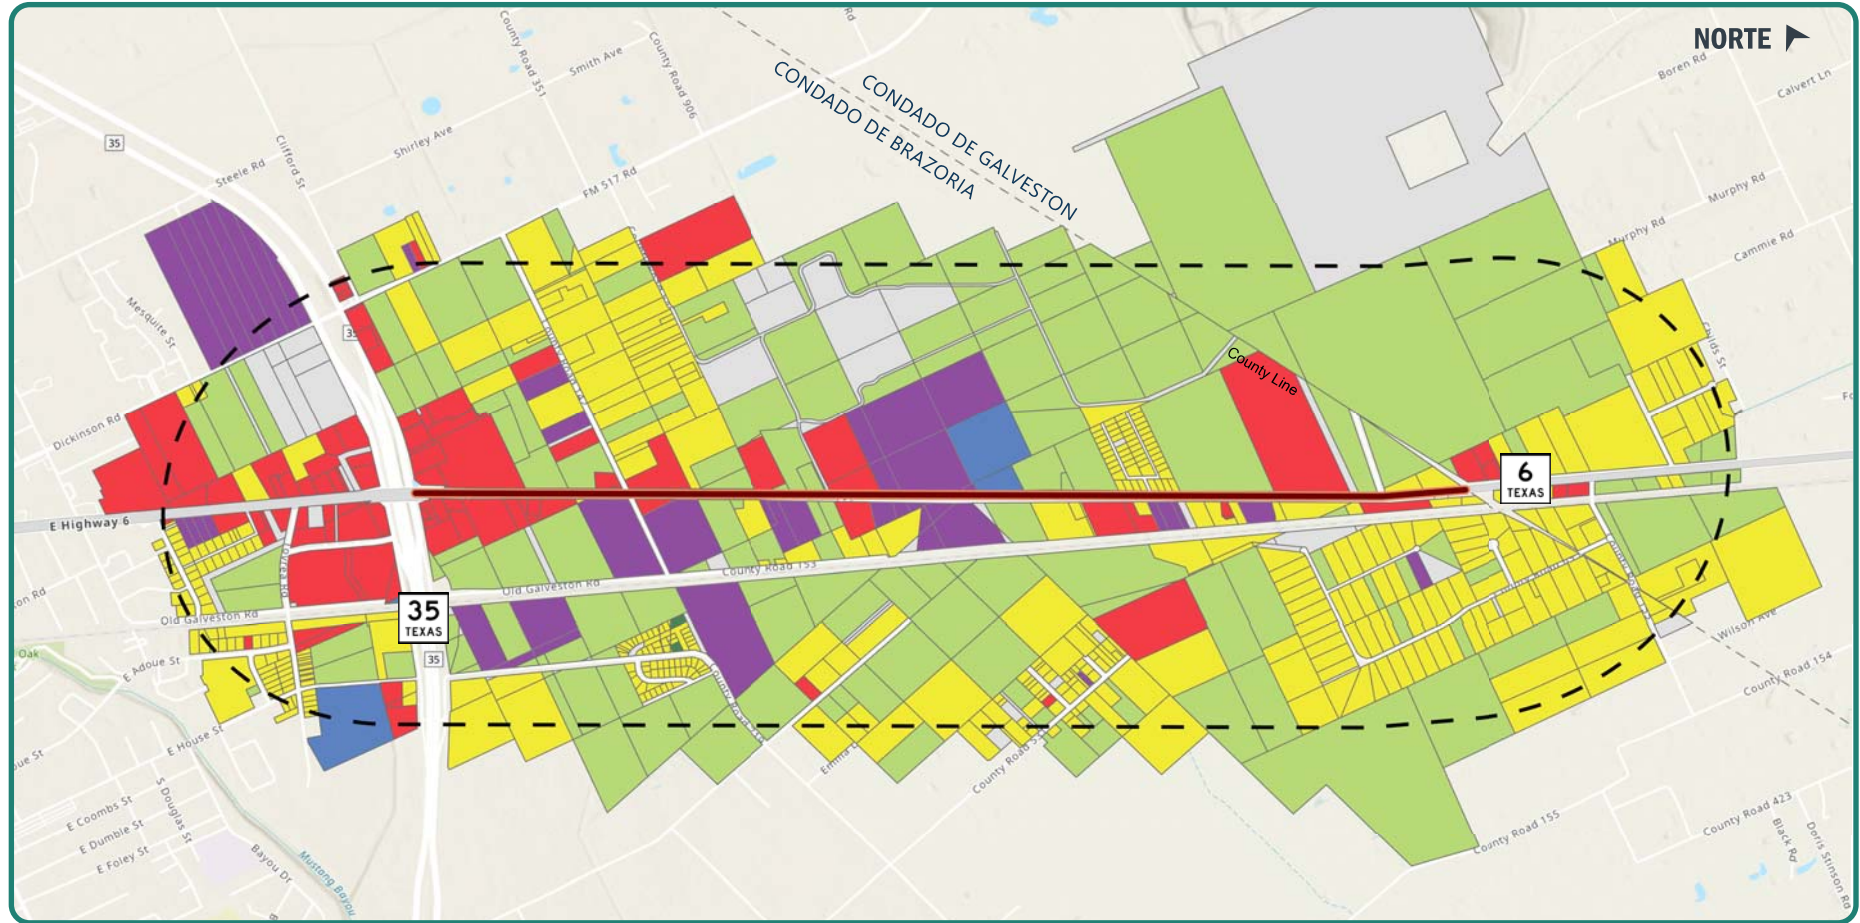 NORTE
CONDADO DE GALVESTON
CONDADO DE BRAZORIA
County Road 351
Smith Ave
County Road 906
Rd
Boren Rd
Calvert Ln
35
Clifford St
Shirley Ave
Steele Rd
FM 517 Rd
Murphy Rd
Murphy Rd
Cammie Rd
Mesquite St
35
Childs St
County Line
Dickinson Rd
6
TEXAS
E Highway 6
County Road 153
Old Galveston Rd
Old Galveston Rd
35
TEXAS
35
Oak
E Adoue St
E House St
Wilson Ave
County Road 154
E Coombs St
E Dumble St
E Foley St
S Douglas St
Bayou Dr
Mustang Bayou
County Road 155
County Road 423
Black Rd
Doris Stinson Rd